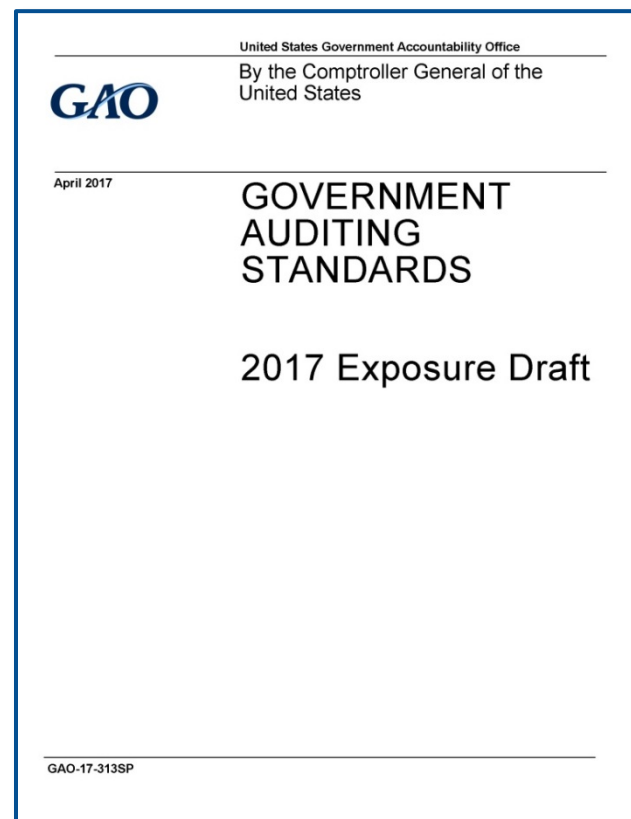 United States Government Accountability Office
By the Comptroller General of the
United States
GAO
April 2017
GOVERNMENT
AUDITING
STANDARDS
2017 Exposure Draft
GAO-17-313SP